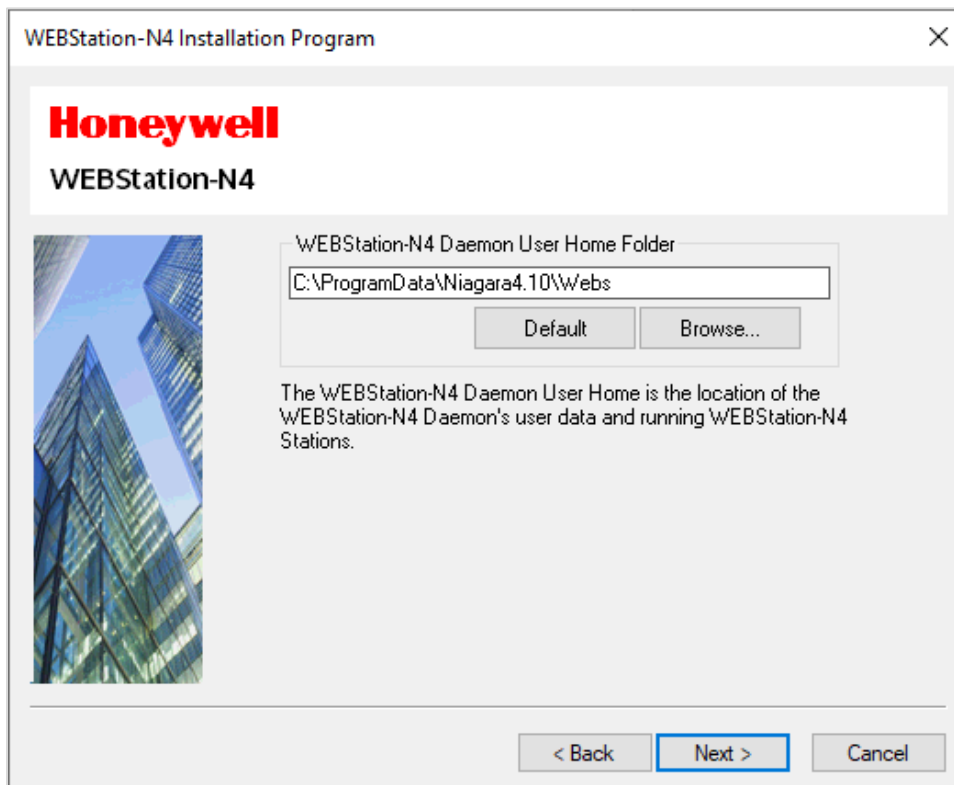 WEBStation-N4 Installation Program
Honeywell
WEBStation-N4
WEBStation-N4 Daemon User Home Folder
C:\ProgramData\Niagara4.10\Webs
Default
Browse...
The WEBStation-N4 Daemon User Home is the location of the
WEBStation-N4 Daemon's user data and running WEBStation-N4
Stations.
< Back
Next >
Cancel